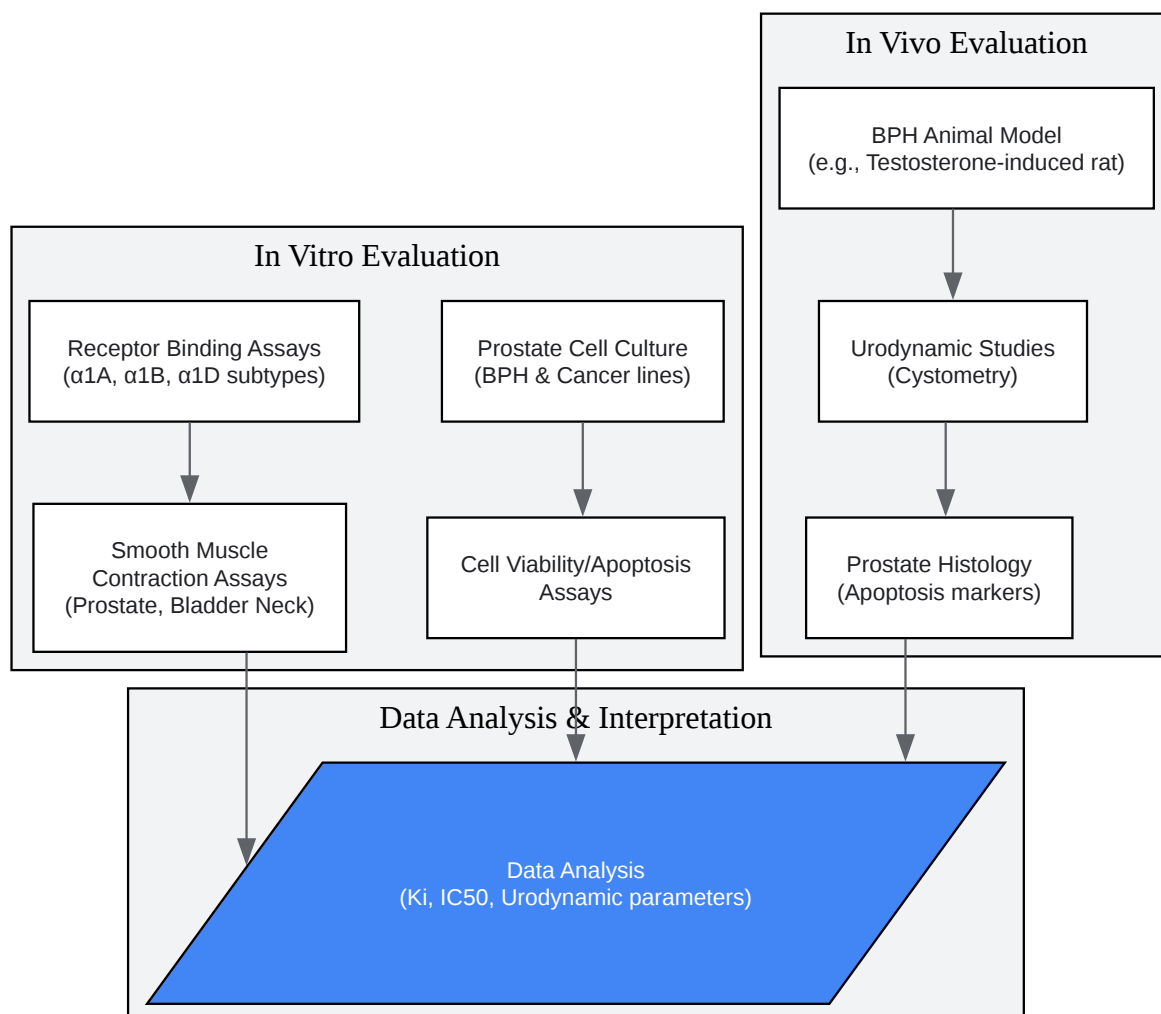 In Vitro Evaluation
Receptor Binding Assays
(α1A, α1B, α1D subtypes)
Smooth Muscle
Contraction Assays
(Prostate, Bladder Neck)
Prostate Cell Culture
(BPH & Cancer lines)
Cell Viability/Apoptosis
Assays
In Vivo Evaluation
BPH Animal Model
(e.g., Testosterone-induced rat)
Urodynamic Studies
(Cystometry)
Prostate Histology
(Apoptosis markers)
Data Analysis & Interpretation
Data Analysis
(Ki, IC50, Urodynamic parameters)